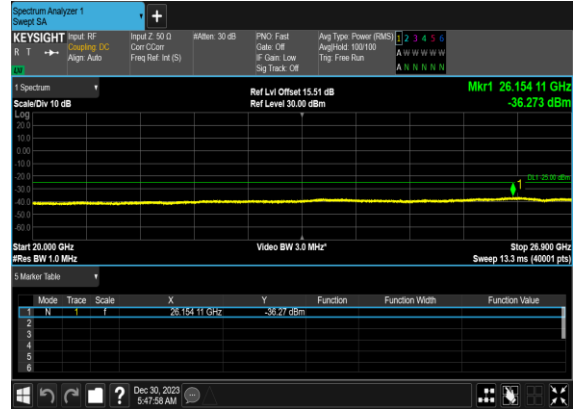 Spectrum Analyzer 1
Swept SA
KEYSIGHT Input: RF Input Z: 50 Ω #Atten: 30 dB PNO: Fast Avg Type: Power (RMS) 1 2 3 4 5 6
R T Coupling: DC Corr CCorr Gate: Off Avg|Hold: 100/100 A W W W W W
Align: Auto Freq Ref: Int (S) IF Gain: Low Trig: Free Run
LM Sig Track: Off A N N N N N
1 Spectrum Ref Lvl Offset 15.51 dB Mkr1 26.154 11 GHz
Scale/Div 10 dB Ref Level 30.00 dBm -36.273 dBm
Log
20.0
10.0
0.00
-10.0
-20.0 DL1 -25.00 dBm
-30.0 1
-40.0
-50.0
-60.0
Start 20.000 GHz Video BW 3.0 MHz* Stop 26.900 GHz
#Res BW 1.0 MHz Sweep 13.3 ms (40001 pts)
5 Marker Table
Mode Trace Scale X Y Function Function Width Function Value
1 N 1 f 26.154 11 GHz -36.27 dBm
2
3
4
5
6
? Dec 30, 2023
5:47:58 AM